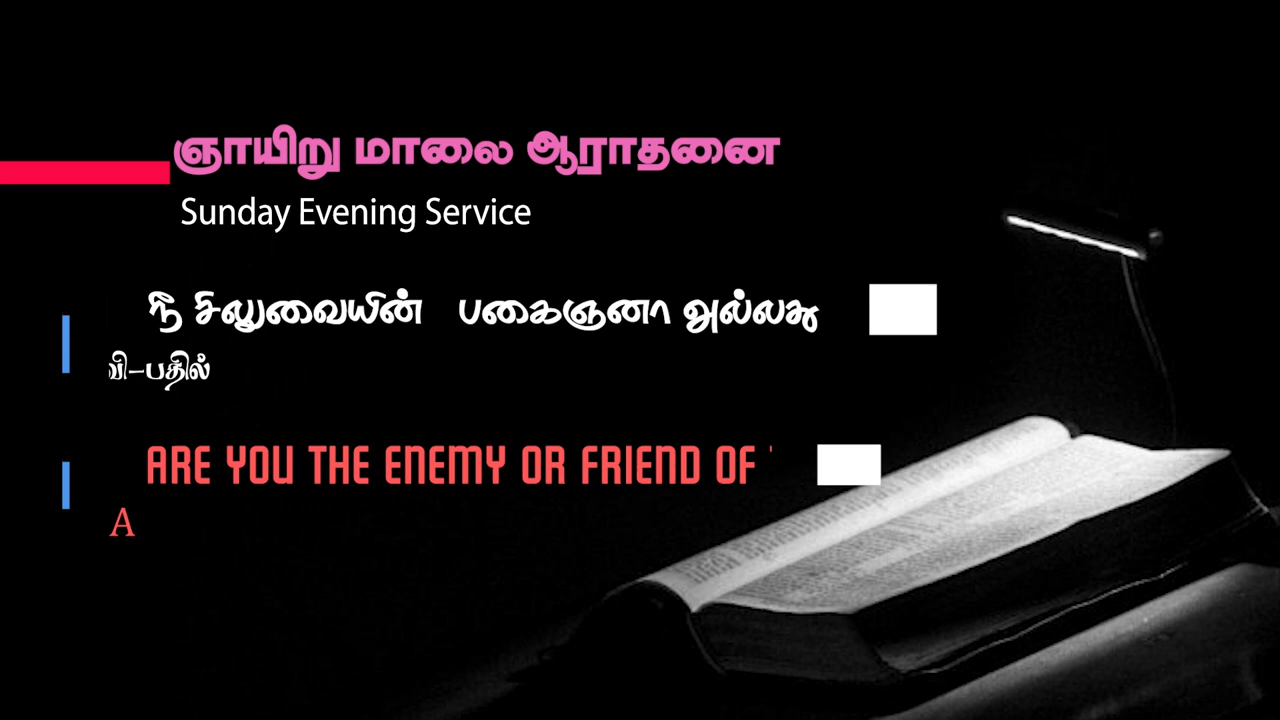 ஞாயிறு மாலை ஆராதனை
Sunday Evening Service
நீ சிலுவையின் பகைஞனா அல்லது
வி-பதில்
ARE YOU THE ENEMY OR FRIEND OF
A